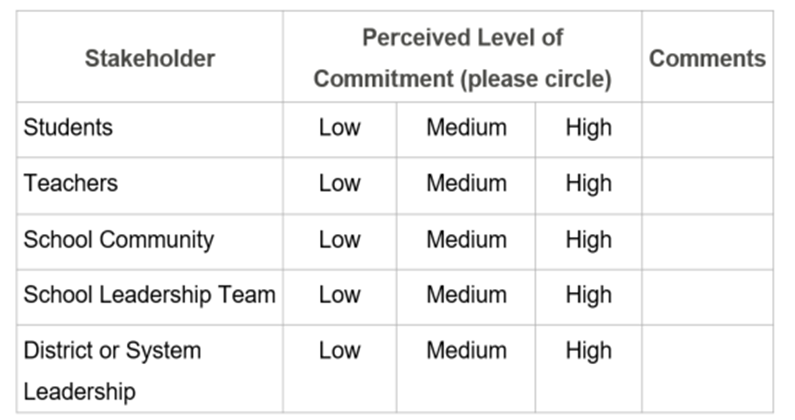 Stakeholder
Perceived Level of
Commitment (please circle)
Comments
Students Low Medium High
Teachers Low Medium High
School Community Low Medium High
School Leadership Team Low Medium High
District or System Low Medium High
Leadership